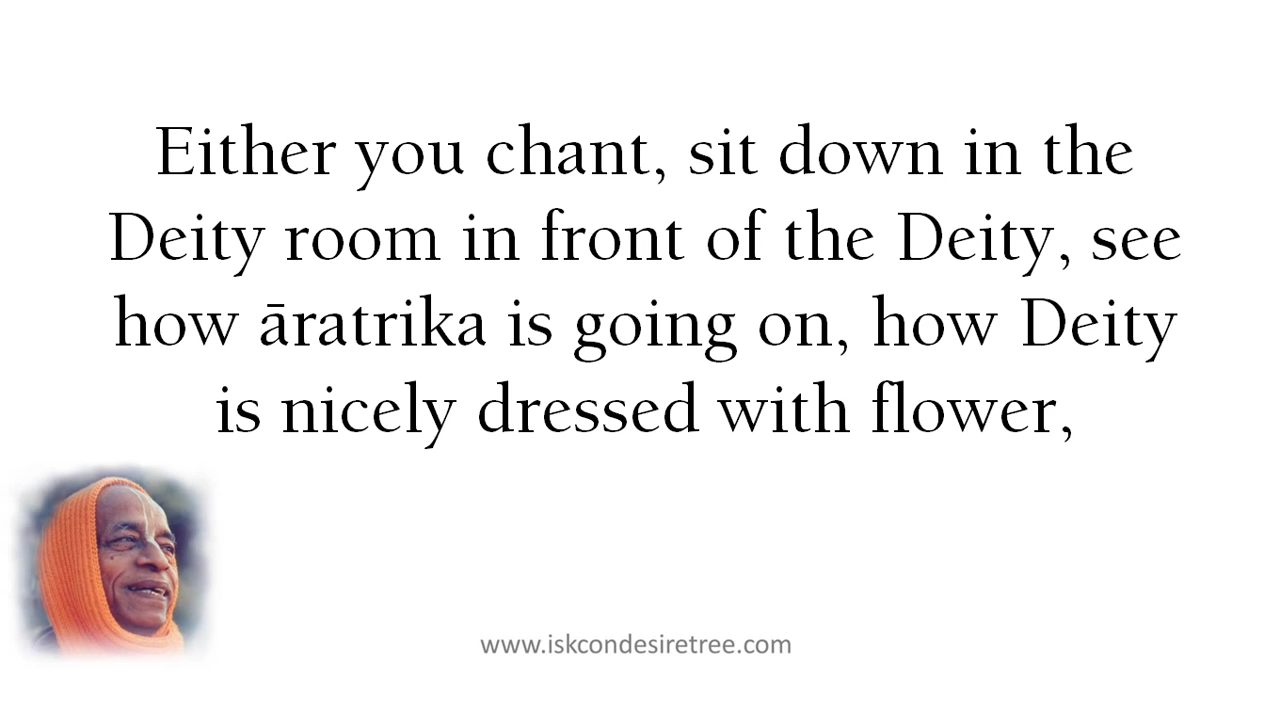 Either you chant, sit down in the
Deity room in front of the Deity, see
how āratrika is going on, how Deity
is nicely dressed with flower,
www.iskcondesiretree.com